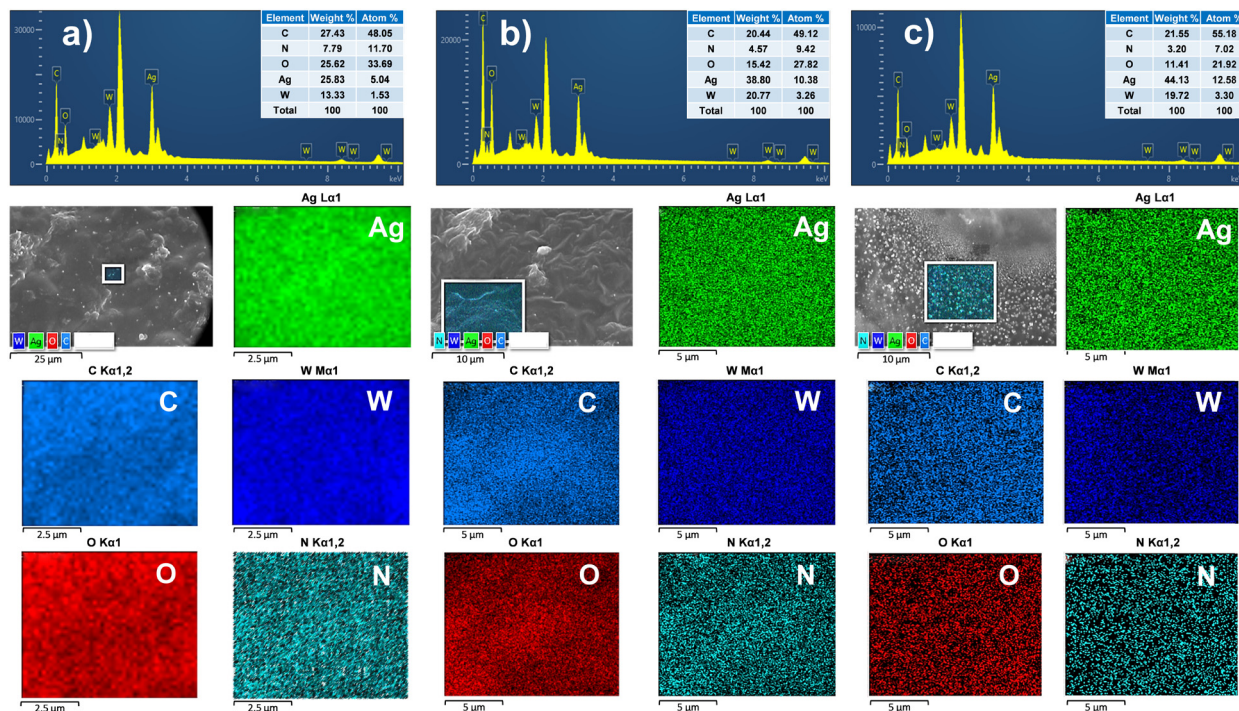 a)
30000
10000
0
C
N
O
W
W
Ag
W
W
W
W
0 2 4 6 8 keV
Element Weight % Atom %
C 27.43 48.05
N 7.79 11.70
O 25.62 33.69
Ag 25.83 5.04
W 13.33 1.53
Total 100 100
b)
20000
0
C
N
O
W
W
Ag
W
W
W
W
0 2 4 6 8 keV
Element Weight % Atom %
C 20.44 49.12
N 4.57 9.42
O 15.42 27.82
Ag 38.80 10.38
W 20.77 3.26
Total 100 100
c)
10000
0
C
N
O
W
W
Ag
W
W
W
W
0 2 4 6 8 keV
Element Weight % Atom %
C 21.55 55.18
N 3.20 7.02
O 11.41 21.92
Ag 44.13 12.58
W 19.72 3.30
Total 100 100
Ag Lα1 Ag Lα1 Ag Lα1
Ag Ag Ag
W Ag O C
N W Ag O C
N W Ag O C
25 µm 2.5 µm 10 µm 5 µm 10 µm 5 µm
C Kα1,2 W Mα1 C Kα1,2 W Mα1 C Kα1,2 W Mα1
C W C W C W
2.5 µm 2.5 µm 5 µm 5 µm 5 µm 5 µm
O Kα1 N Kα1,2 O Kα1 N Kα1,2 O Kα1 N Kα1,2
O N O N O N
2.5 µm 2.5 µm 5 µm 5 µm 5 µm 5 µm